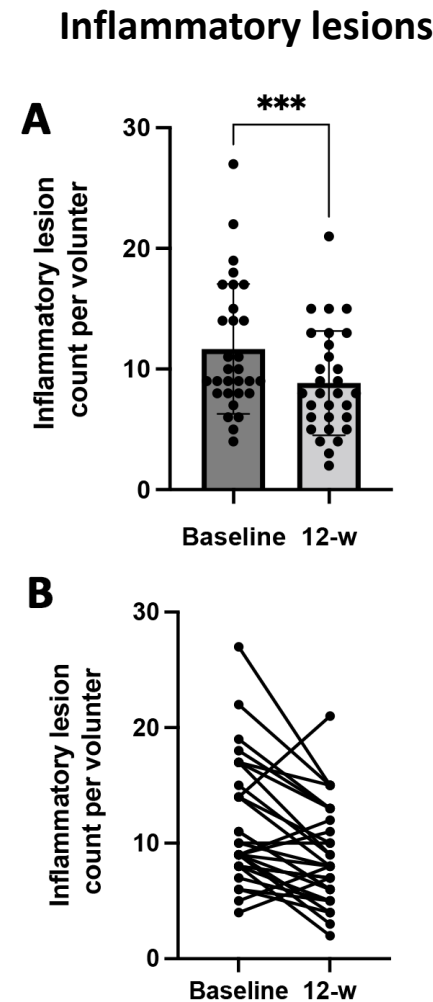 Inflammatory lesions
A
***
Inflammatory lesion
count per volunter
30
20
10
0
Baseline 12-w
B
Inflammatory lesion
count per volunter
30
20
10
0
Baseline 12-w